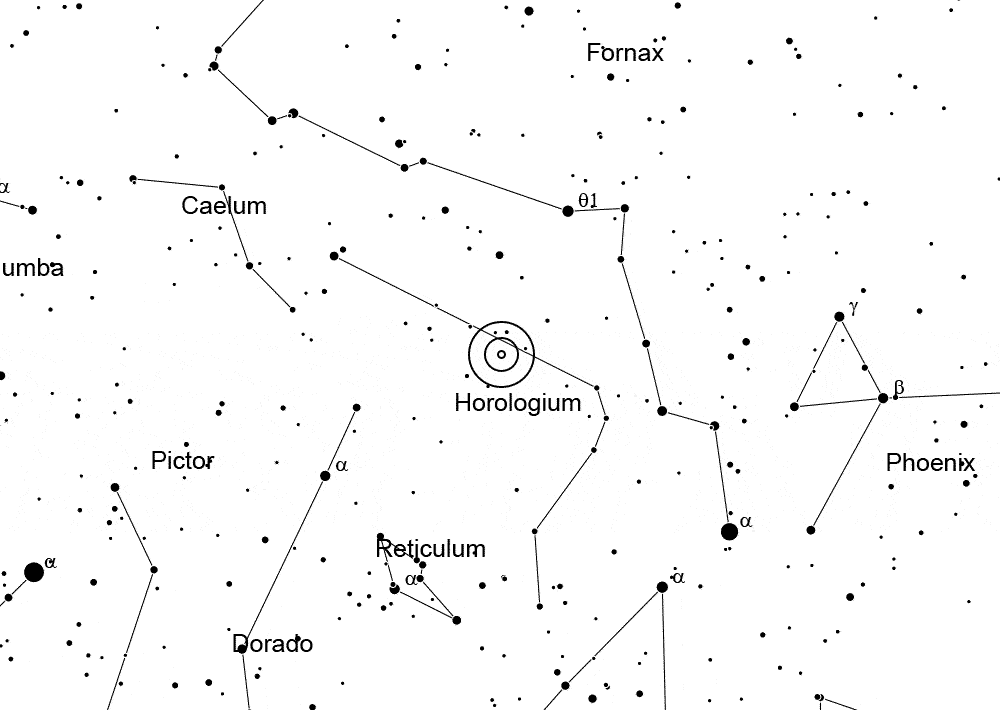 Fornax
α
Caelum
θ1
umba
γ
Horologium
β
Pictor
α
Phoenix
α
Reticulum
α
α
α
Dorado